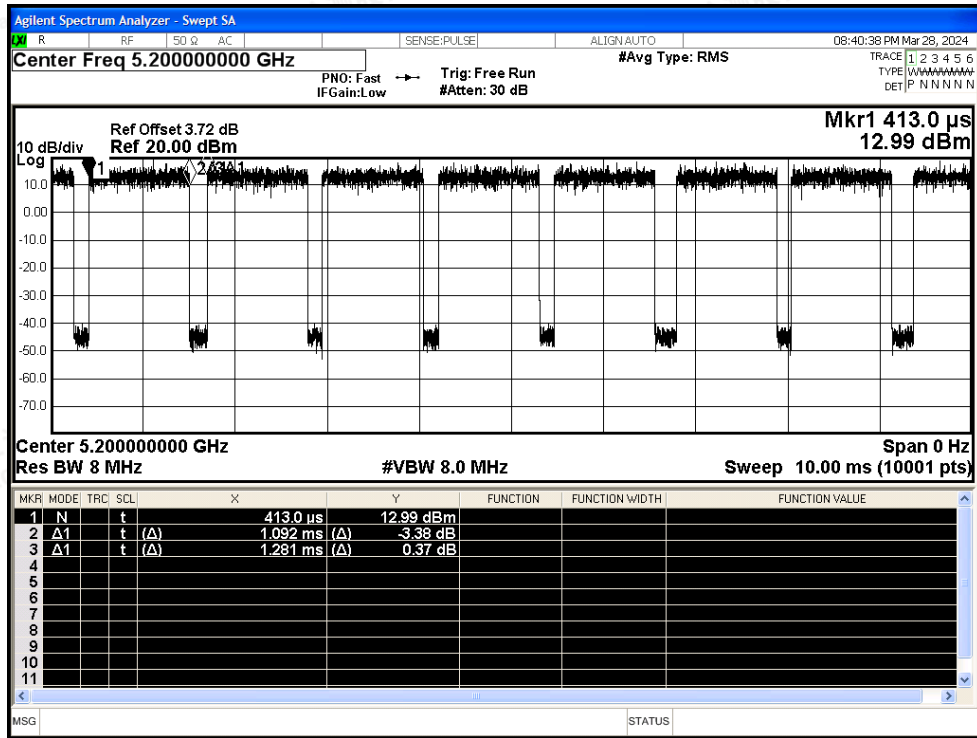 Agilent Spectrum Analyzer - Swept SA
LXI R RF 50 Ω AC SENSE:PULSE ALIGN AUTO 08:40:38 PM Mar 28, 2024
Center Freq 5.200000000 GHz
#Avg Type: RMS
TRACE 1 2 3 4 5 6
TYPE
DET P N N N N N
PNO: Fast
IFGain:Low
Trig: Free Run
#Atten: 30 dB
Mkr1 413.0 µs
12.99 dBm
Ref Offset 3.72 dB
10 dB/div Ref 20.00 dBm
Log
1
10.0
0.00
-10.0
-20.0
-30.0
-40.0
-50.0
-60.0
-70.0
Center 5.200000000 GHz Span 0 Hz
Res BW 8 MHz #VBW 8.0 MHz Sweep 10.00 ms (10001 pts)
MKR MODE TRC SCL X Y FUNCTION FUNCTION WIDTH FUNCTION VALUE
1 N t 413.0 µs 12.99 dBm
2 Δ1 t (Δ) 1.092 ms (Δ) -3.38 dB
3 Δ1 t (Δ) 1.281 ms (Δ) 0.37 dB
4
5
6
7
8
9
10
11
MSG STATUS